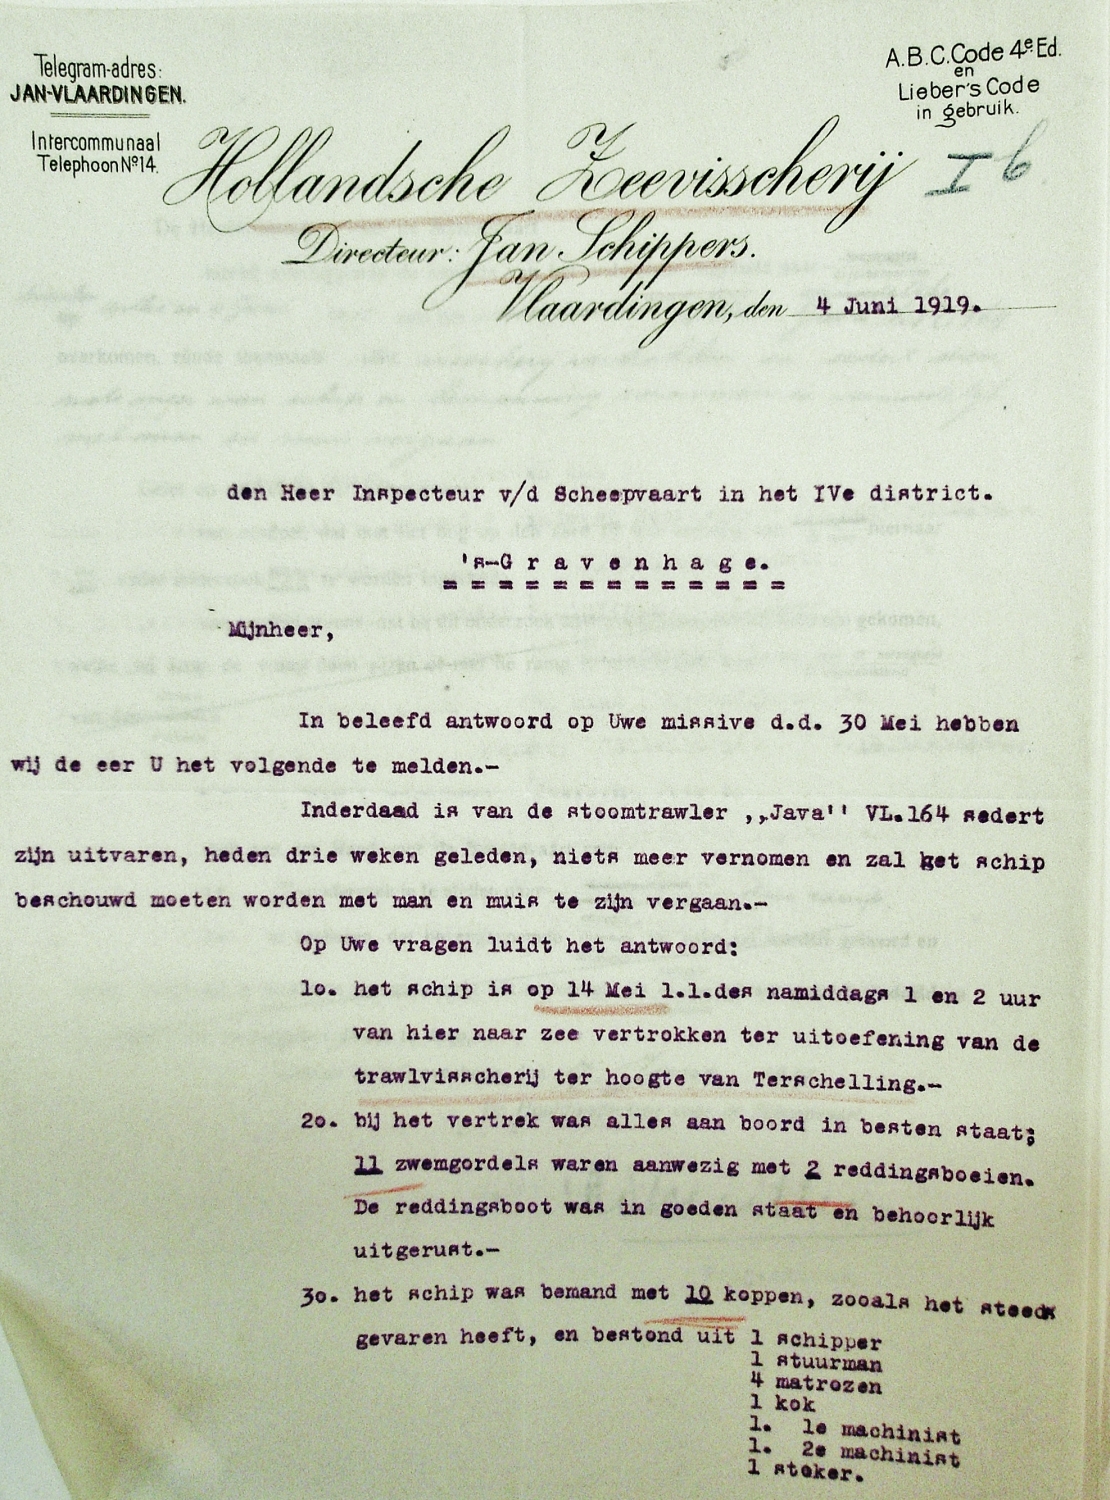 Telegram-adres:
JAN-VLAARDINGEN.
Intercommunaal
Telephoon No 14.
A.B.C. Code 4e Ed.
en
Lieber's Code
in gebruik.
I 6
Hollandsche Zeevisscherij
Directeur: Jan Schippers.
Vlaardingen, den 4 Juni 1919.
den Heer Inspecteur v/d Scheepvaart in het IVe district.
's-G r a v e n h a g e.
= = = = = = = = = = = = =
Mijnheer,
In beleefd antwoord op Uwe missive d.d. 30 Mei hebben
wij de eer U het volgende te melden.-
Inderdaad is van de stoomtrawler ,,Java'' VL.164 sedert
zijn uitvaren, heden drie weken geleden, niets meer vernomen en zal het schip
beschouwd moeten worden met man en muis te zijn vergaan.-
Op Uwe vragen luidt het antwoord:
1o. het schip is op 14 Mei l.l.des namiddags 1 en 2 uur
van hier naar zee vertrokken ter uitoefening van de
trawlvisscherij ter hoogte van Terschelling.-
2o. bij het vertrek was alles aan boord in besten staat;
11 zwemgordels waren aanwezig met 2 reddingsboeien.
De reddingsboot was in goeden staat en behoorlijk
uitgerust.-
3o. het schip was bemand met 10 koppen, zooals het steeds
gevaren heeft, en bestond uit 1 schipper
1 stuurman
4 matrozen
1 kok
1. 1e machinist
1. 2e machinist
1 stoker.